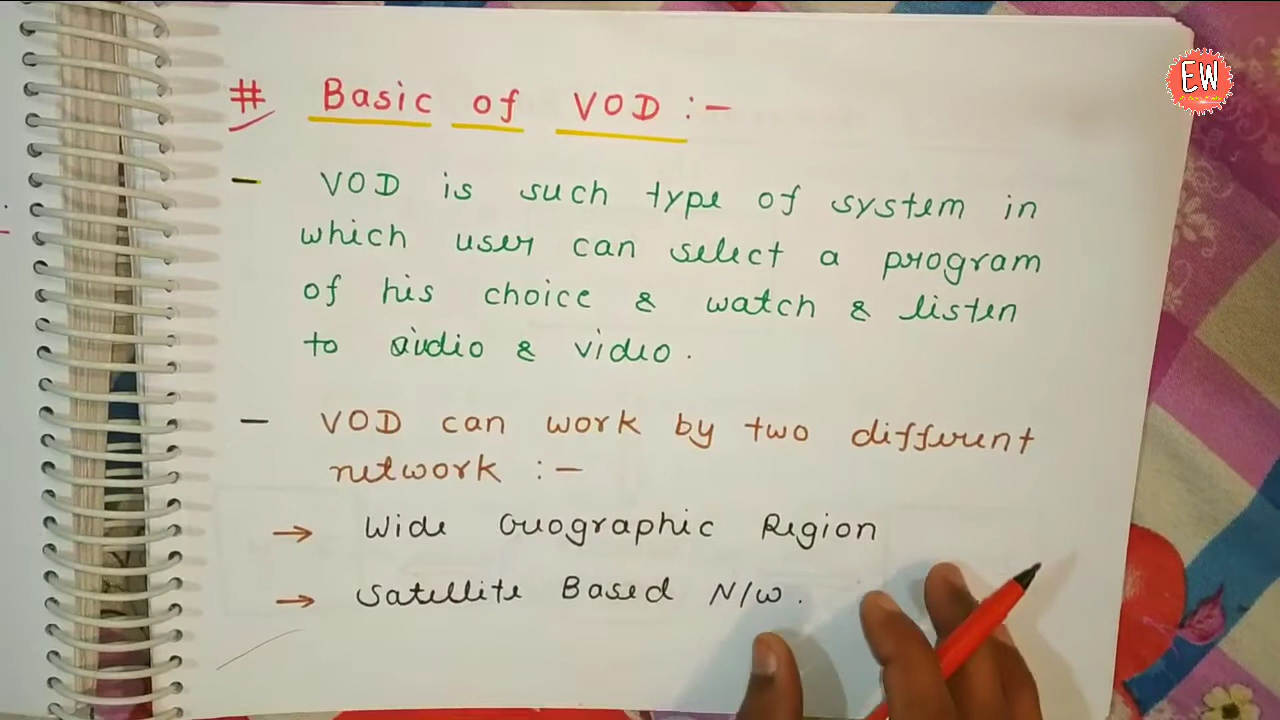 # Basic of VOD :-
EW
- VOD is such type of system in
which user can select a program
of his choice & watch & listen
to audio & video.
- VOD can work by two different
network :-
→ Wide Geographic Region
→ Satellite Based N/W.